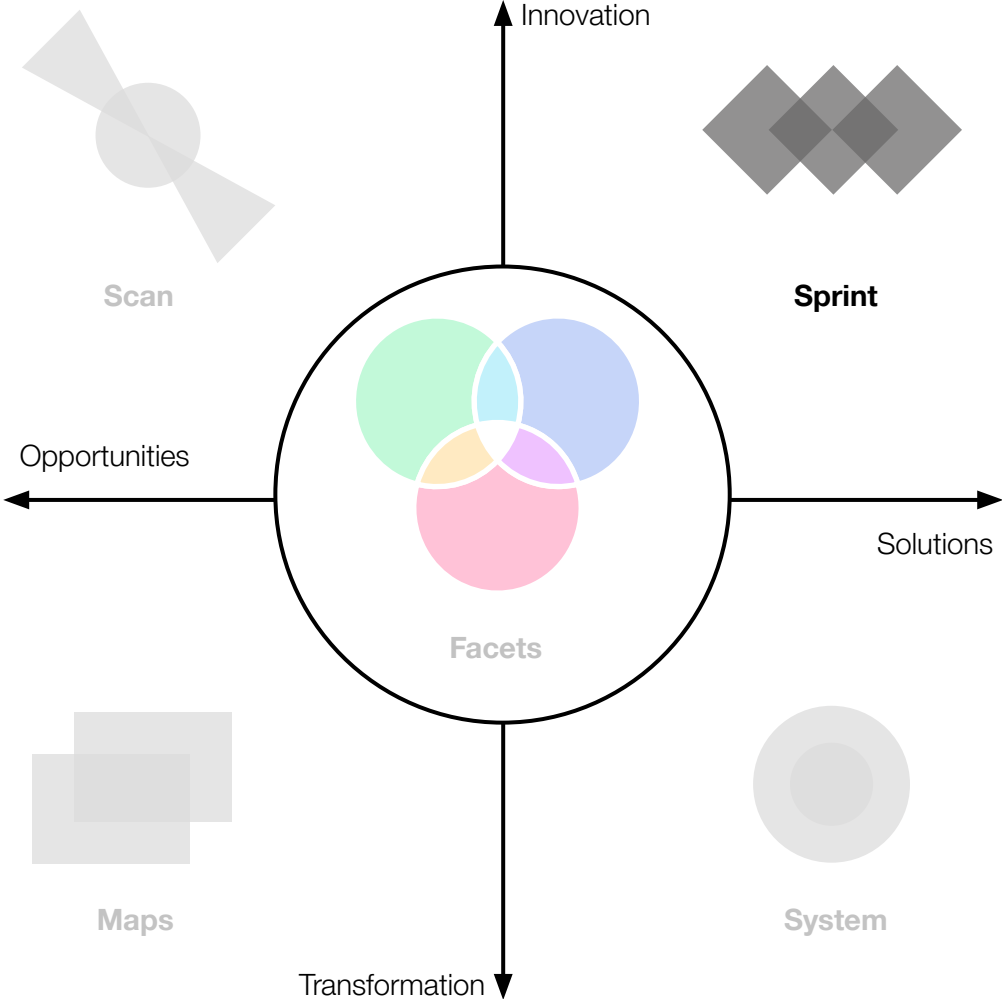 Innovation
Scan
Sprint
Opportunities
Solutions
Facets
Maps
System
Transformation